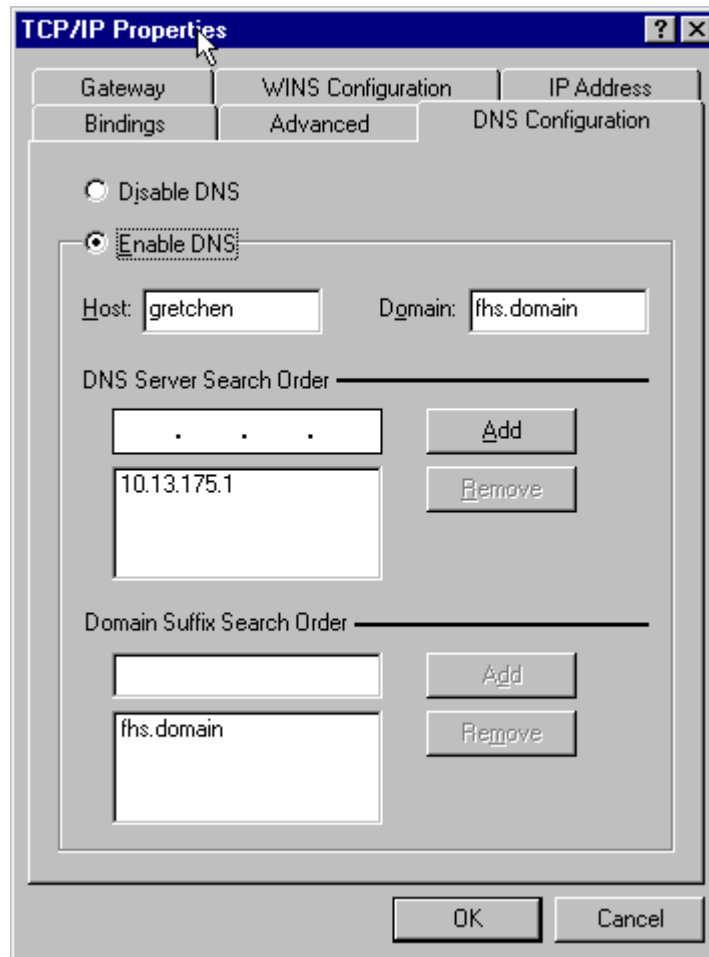 TCP/IP Properties
Gateway WINS Configuration IP Address
Bindings Advanced DNS Configuration
Disable DNS
Enable DNS
Host: gretchen Domain: fhs.domain
DNS Server Search Order
. . . Add
10.13.175.1 Remove
Domain Suffix Search Order
Add
fhs.domain Remove
OK Cancel